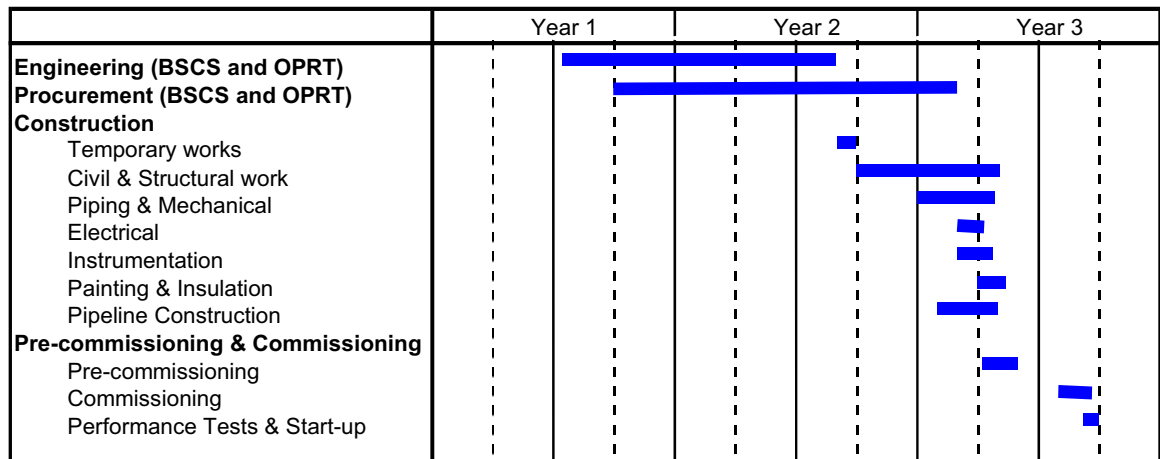 Year 1 Year 2 Year 3
Engineering (BSCS and OPRT)
Procurement (BSCS and OPRT)
Construction
Temporary works
Civil & Structural work
Piping & Mechanical
Electrical
Instrumentation
Painting & Insulation
Pipeline Construction
Pre-commissioning & Commissioning
Pre-commissioning
Commissioning
Performance Tests & Start-up